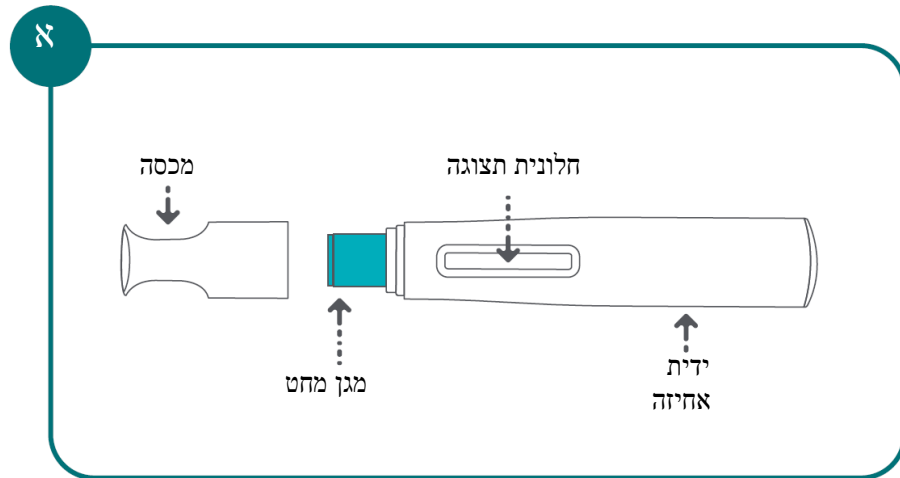 א
מכסה
חלונית תצוגה
מגן מחט
ידית
אחיזה